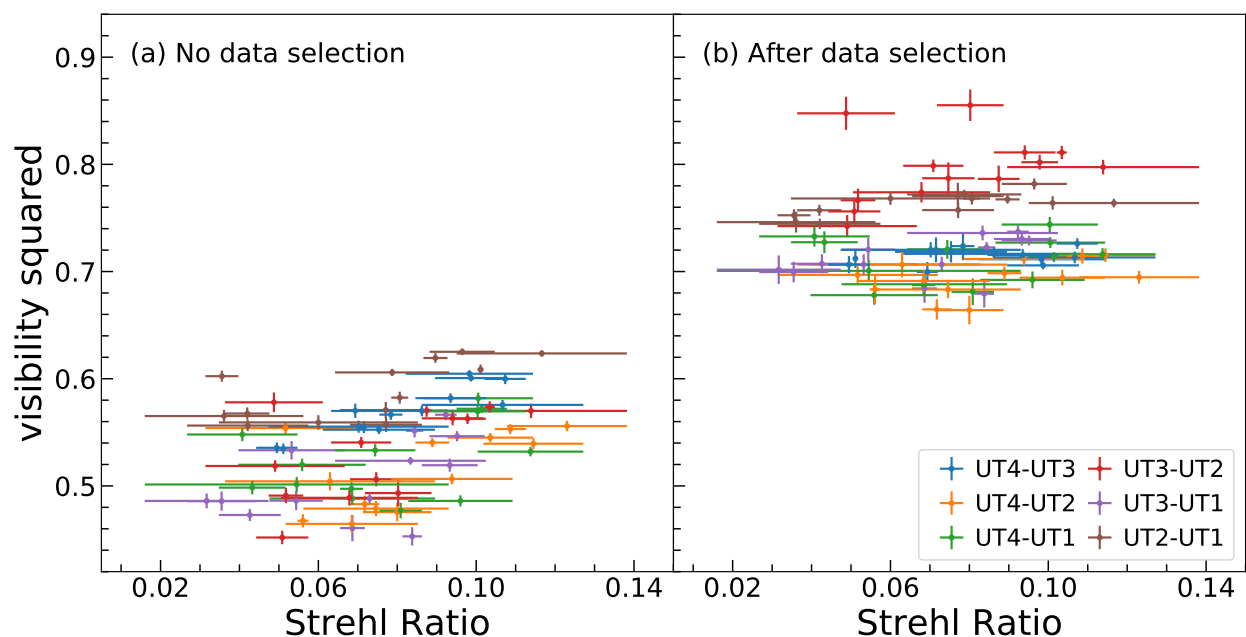 (a) No data selection
(b) After data selection
visibility squared
0.9
0.8
0.7
0.6
0.5
UT4-UT3
UT4-UT2
UT4-UT1
UT3-UT2
UT3-UT1
UT2-UT1
0.02 0.06 0.10 0.14
0.02 0.06 0.10 0.14
Strehl Ratio
Strehl Ratio